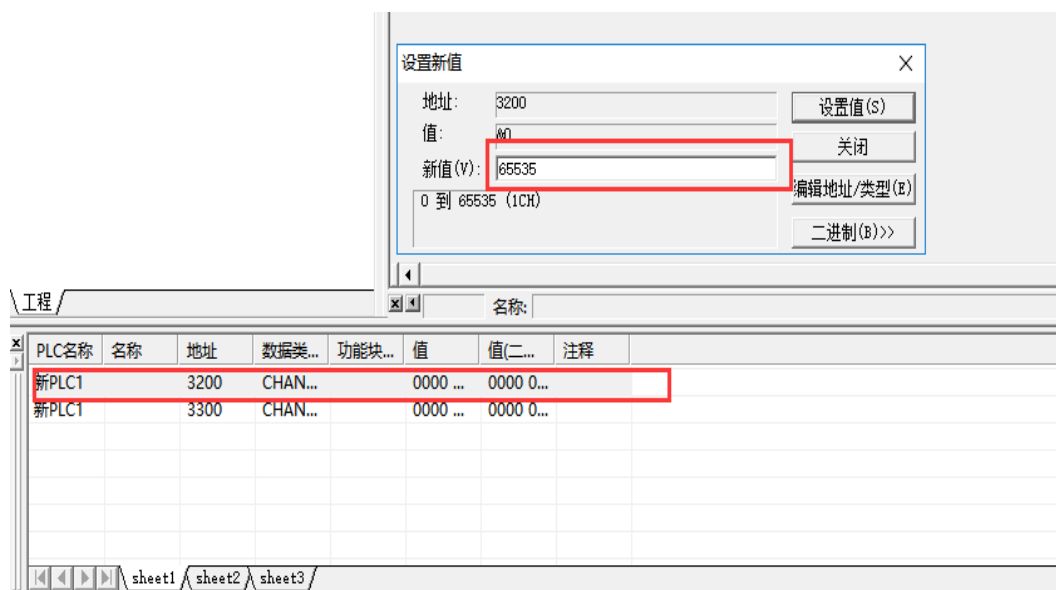 设置新值
地址: 3200
值: &0
新值(V): 65535
0 到 65535 (1CH)
设置值(S)
关闭
编辑地址/类型(E)
二进制(B)>>
工程
名称:
PLC名称 名称 地址 数据类... 功能块... 值 值(二... 注释
新PLC1 3200 CHAN... 0000 ... 0000 0...
新PLC1 3300 CHAN... 0000 ... 0000 0...
sheet1 sheet2 sheet3